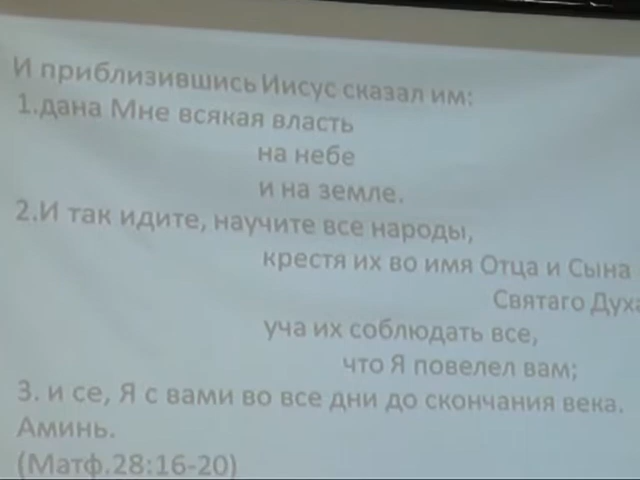 И приблизившись Иисус сказал им:
1.дана Мне всякая власть
на небе
и на земле.
2.И так идите, научите все народы,
крестя их во имя Отца и Сына
Святаго Духа
уча их соблюдать все,
что Я повелел вам;
3. и се, Я с вами во все дни до скончания века.
Аминь.
(Матф.28:16-20)